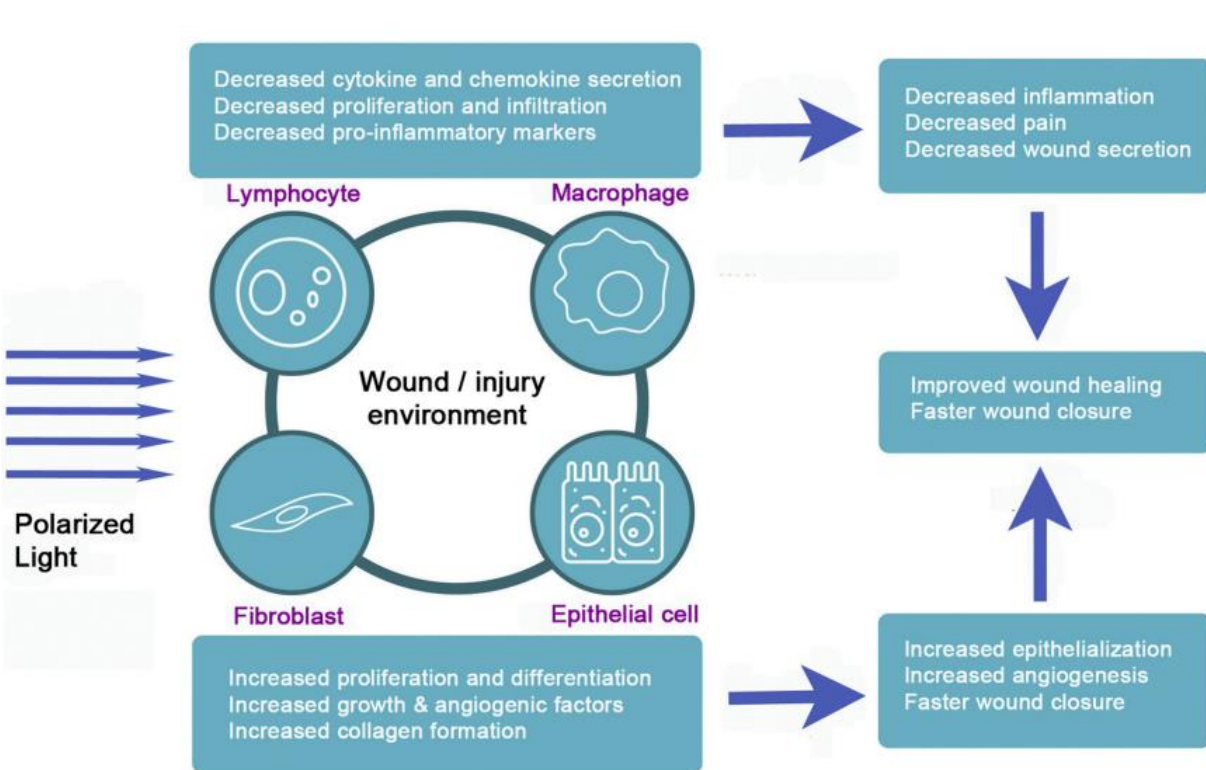 Decreased cytokine and chemokine secretion
Decreased proliferation and infiltration
Decreased pro-inflammatory markers
Decreased inflammation
Decreased pain
Decreased wound secretion
Lymphocyte
Macrophage
Wound / injury
environment
Improved wound healing
Faster wound closure
Polarized
Light
Fibroblast
Epithelial cell
Increased proliferation and differentiation
Increased growth & angiogenic factors
Increased collagen formation
Increased epithelialization
Increased angiogenesis
Faster wound closure